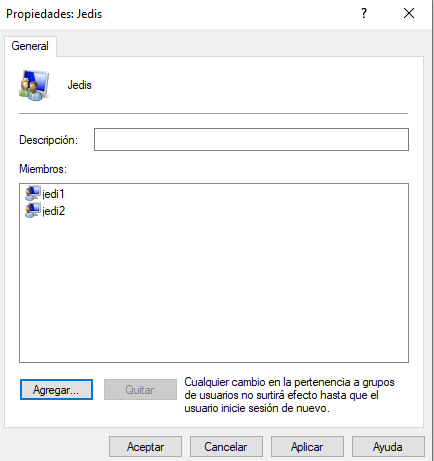 Propiedades: Jedis
?
General
Jedis
Descripción:
Miembros:
jedi1
jedi2
Agregar...
Quitar
Cualquier cambio en la pertenencia a grupos
de usuarios no surtirá efecto hasta que el
usuario inicie sesión de nuevo.
Aceptar
Cancelar
Aplicar
Ayuda